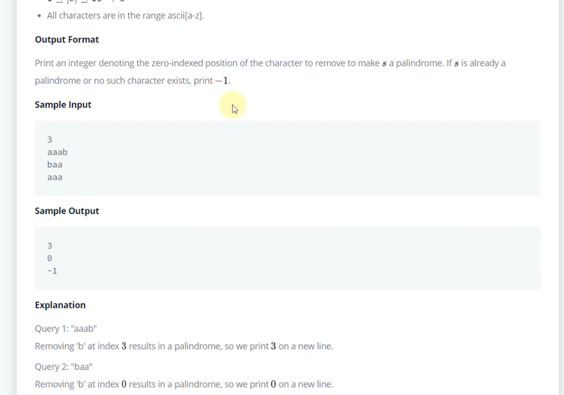 All characters are in the range ascii[a-z].
Output Format
Print an integer denoting the zero-indexed position of the character to remove to make s a palindrome. If s is already a
palindrome or no such character exists, print −1.
Sample Input
3
aaab
baa
aaa
Sample Output
3
0
-1
Explanation
Query 1: "aaab"
Removing 'b' at index 3 results in a palindrome, so we print 3 on a new line.
Query 2: "baa"
Removing 'b' at index 0 results in a palindrome, so we print 0 on a new line.